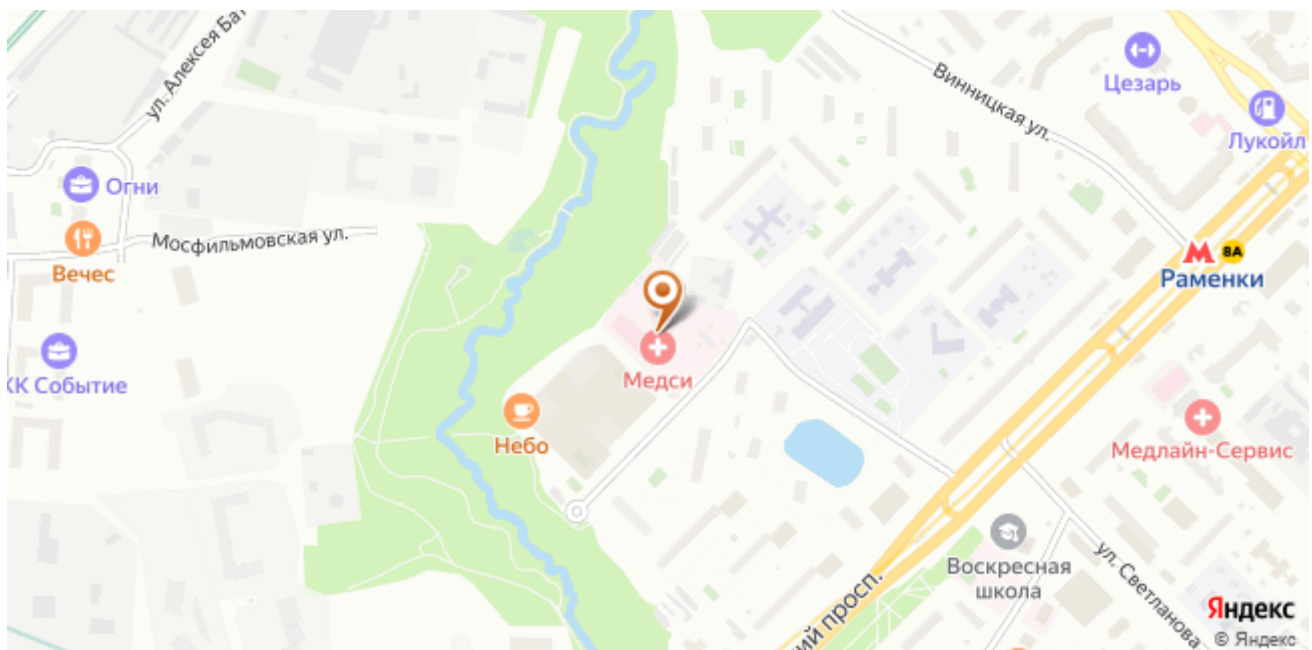 ул. Алексея Бат
Винницкая ул.
Цезарь
Лукойл
Огни
Мосфильмовская ул.
Вечес
8А
Раменки
КК Событие
Медси
Небо
Медлайн-Сервис
Воскресная
школа
ул. Светланова
ий просп.
Яндекс
© Яндекс